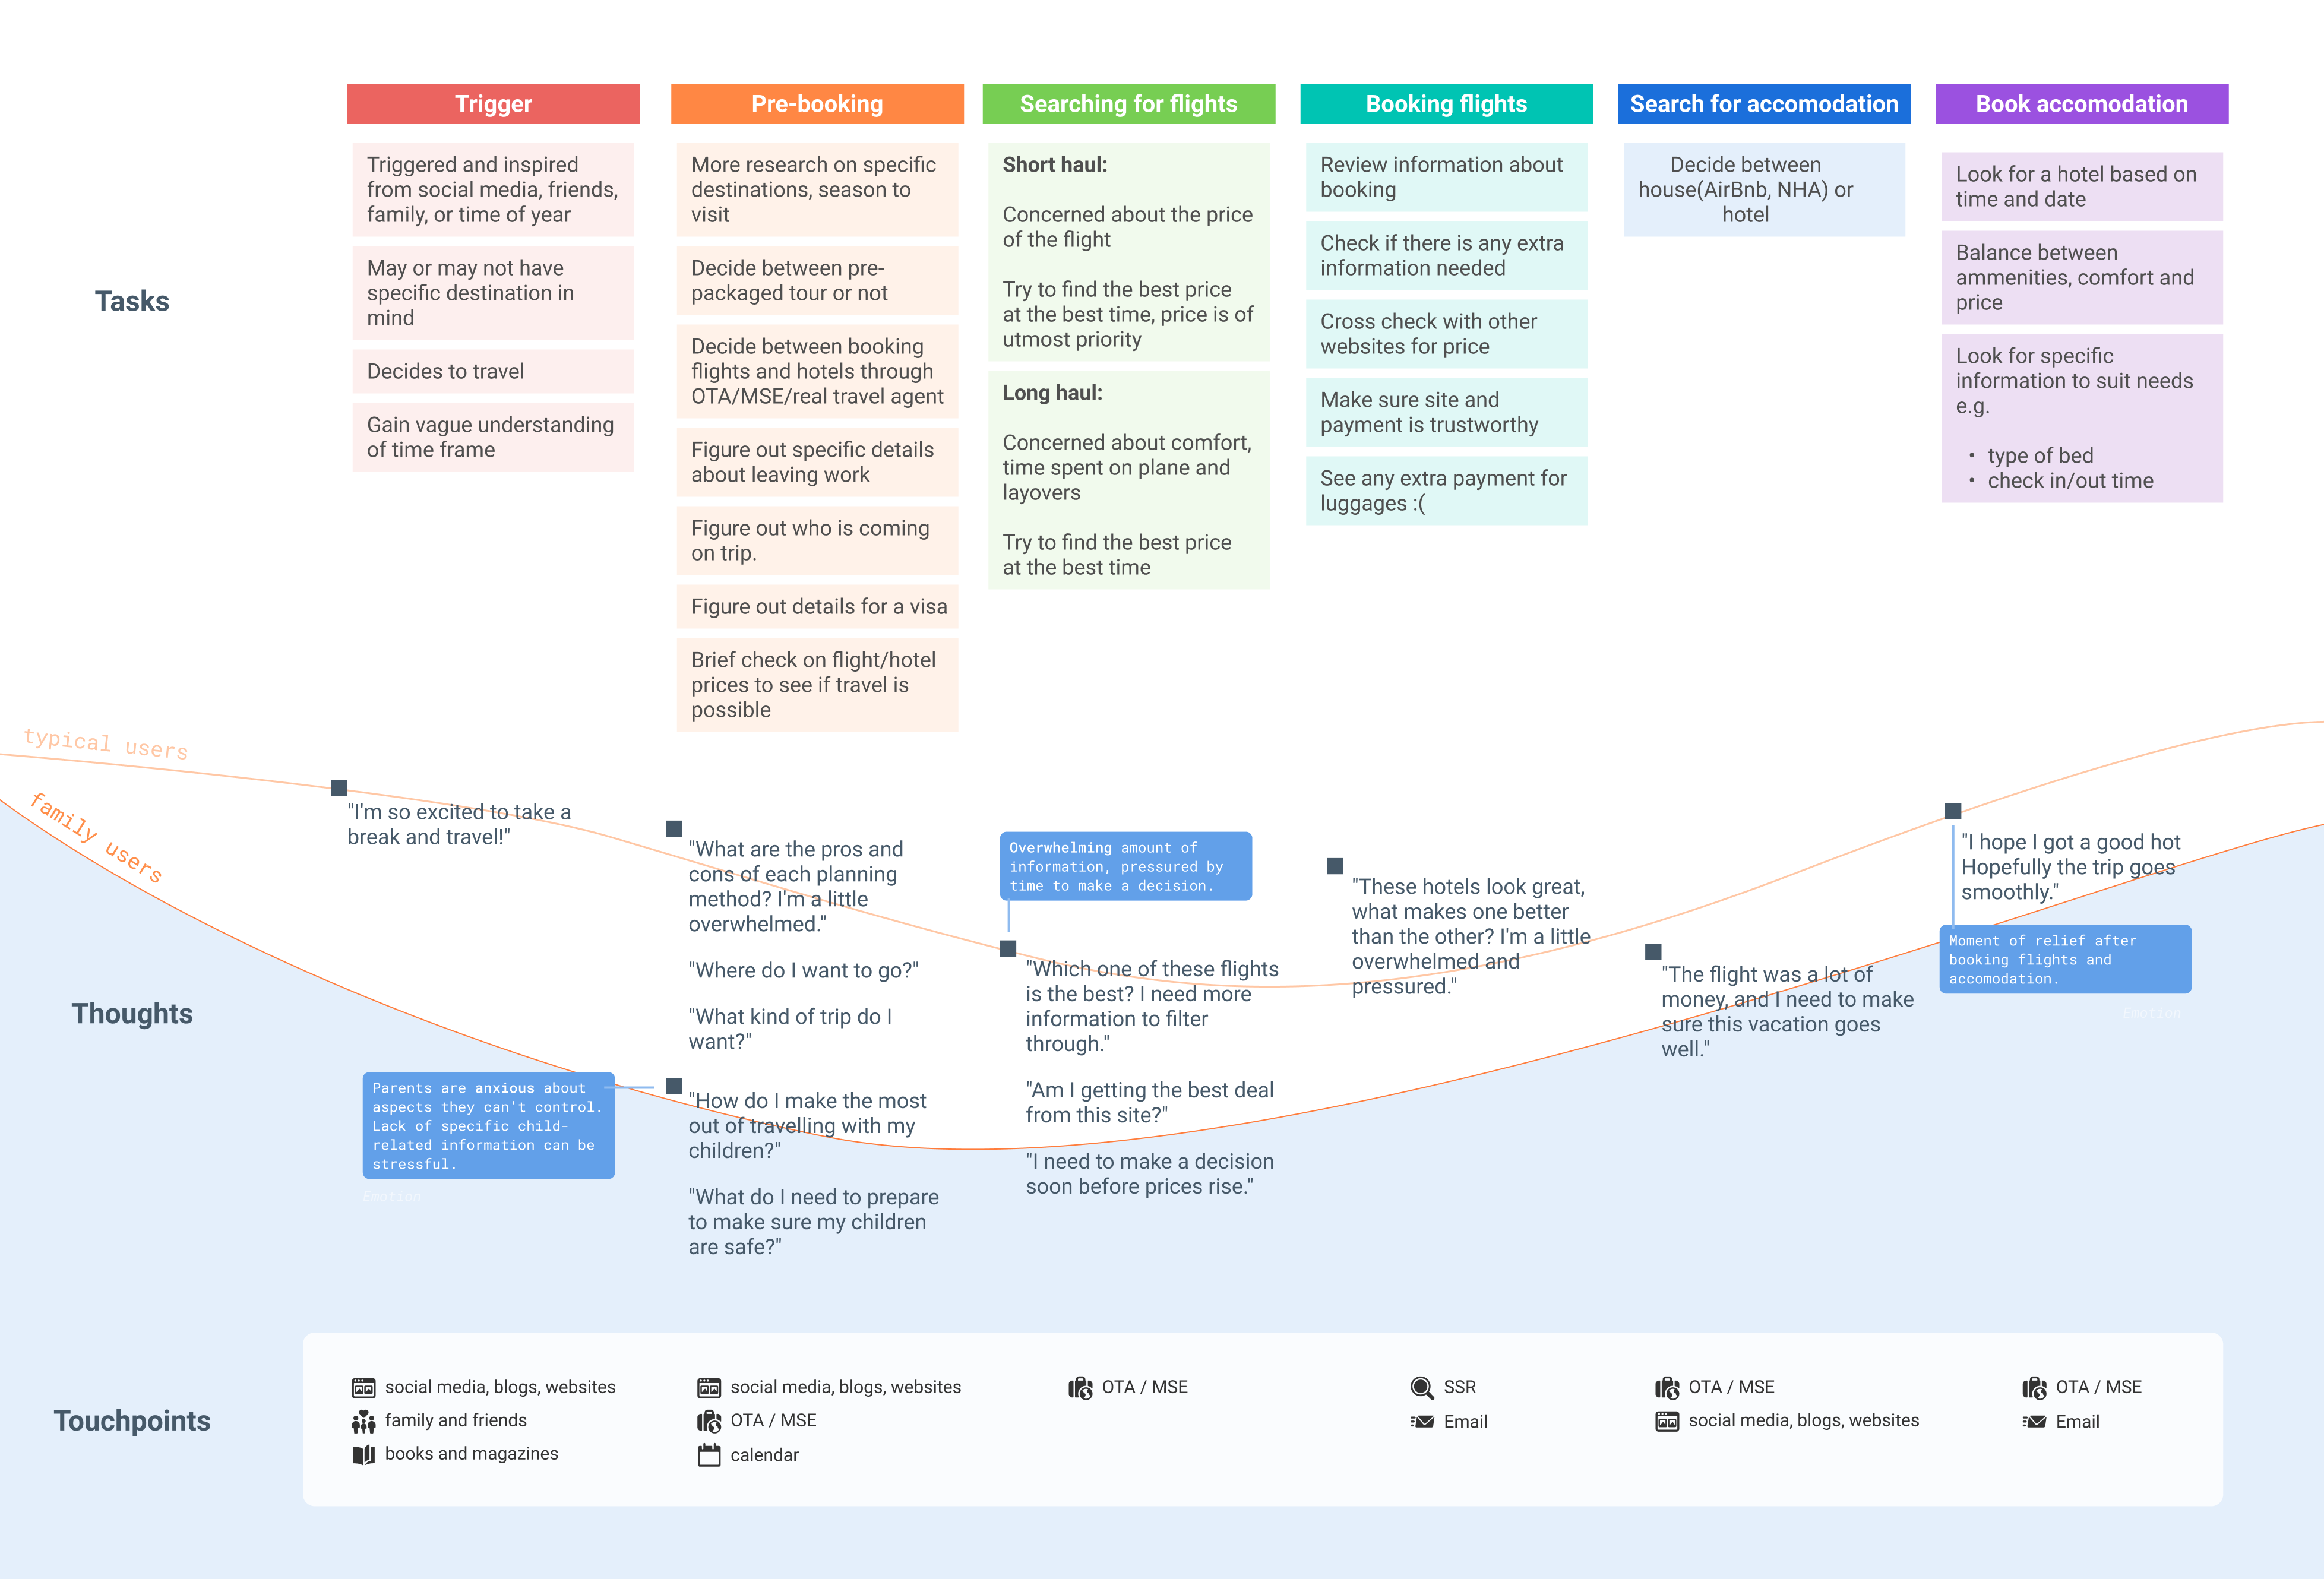 Trigger
Pre-booking
Searching for flights
Booking flights
Search for accomodation
Book accomodation
Tasks
Triggered and inspired
from social media, friends,
family, or time of year
May or may not have
specific destination in
mind
Decides to travel
Gain vague understanding
of time frame
More research on specific
destinations, season to
visit
Decide between pre-
packaged tour or not
Decide between booking
flights and hotels through
OTA/MSE/real travel agent
Figure out specific details
about leaving work
Figure out who is coming
on trip.
Figure out details for a visa
Brief check on flight/hotel
prices to see if travel is
possible
Short haul:
Concerned about the price
of the flight
Try to find the best price
at the best time, price is of
utmost priority
Long haul:
Concerned about comfort,
time spent on plane and
layovers
Try to find the best price
at the best time
Review information about
booking
Check if there is any extra
information needed
Cross check with other
websites for price
Make sure site and
payment is trustworthy
See any extra payment for
luggages :(
Decide between
house(AirBnb, NHA) or
hotel
Look for a hotel based on
time and date
Balance between
ammenities, comfort and
price
Look for specific
information to suit needs
e.g.
• type of bed
• check in/out time
typical users
family users
Thoughts
"I'm so excited to take a
break and travel!"
Parents are anxious about
aspects they can't control.
Lack of specific child-
related information can be
stressful.
Emotion
"What are the pros and
cons of each planning
method? I'm a little
overwhelmed."
"Where do I want to go?"
"What kind of trip do I
want?"
"How do I make the most
out of travelling with my
children?"
"What do I need to prepare
to make sure my children
are safe?"
Overwhelming amount of
information, pressured by
time to make a decision.
"Which one of these flights
is the best? I need more
information to filter
through."
"Am I getting the best deal
from this site?"
"I need to make a decision
soon before prices rise."
"These hotels look great,
what makes one better
than the other? I'm a little
overwhelmed and
pressured."
"The flight was a lot of
money, and I need to make
sure this vacation goes
well."
"I hope I got a good hot
Hopefully the trip goes
smoothly."
Moment of relief after
booking flights and
accomodation.
Emotion
Touchpoints
social media, blogs, websites
family and friends
books and magazines
social media, blogs, websites
OTA / MSE
calendar
OTA / MSE
SSR
Email
OTA / MSE
social media, blogs, websites
OTA / MSE
Email